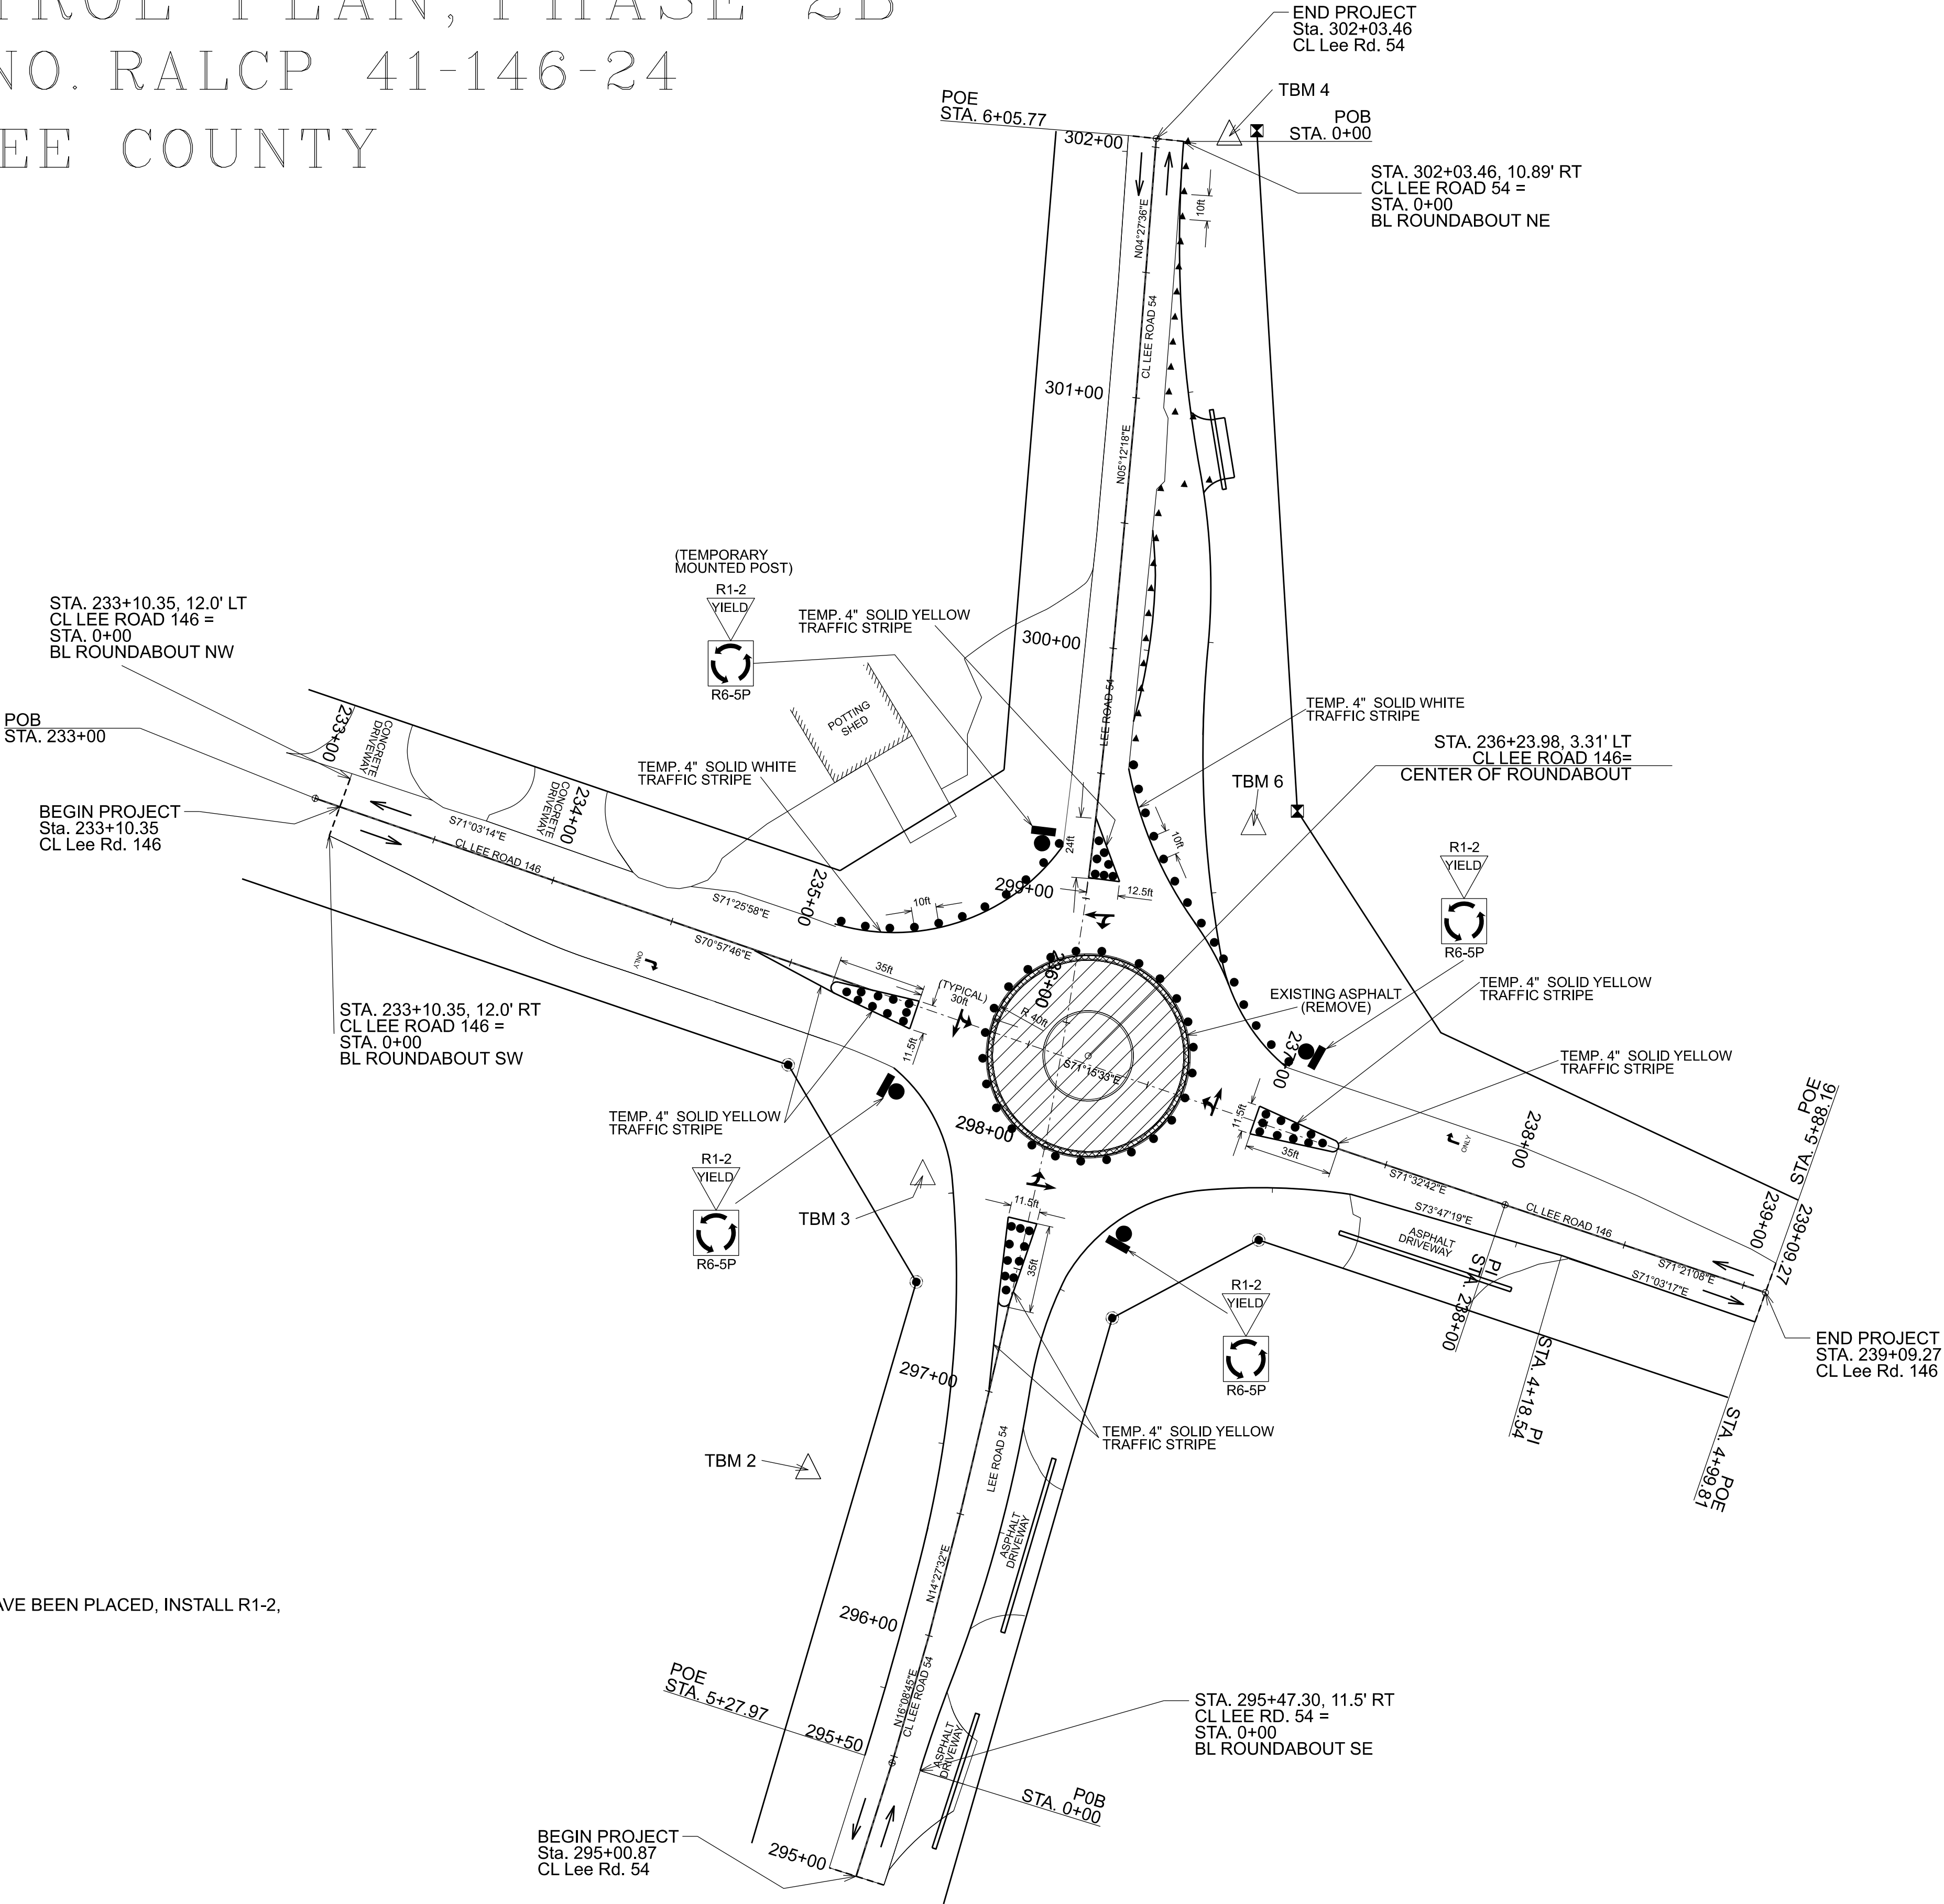 TROL PLAN, PHASE 2B
NO. RALCP 41-146-24
EE COUNTY
END PROJECT
Sta. 302+03.46
CL Lee Rd. 54
TBM 4
POE
STA. 6+05.77
POB
STA. 0+00
302+00
STA. 302+03.46, 10.89' RT
CL LEE ROAD 54 =
STA. 0+00
BL ROUNDABOUT NE
10ft
N04°27'36"E
CL LEE ROAD 54
301+00
N05°12'18"E
(TEMPORARY
MOUNTED POST)
R1-2
YIELD
R6-5P
TEMP. 4" SOLID YELLOW
TRAFFIC STRIPE
300+00
LEE ROAD 54
STA. 233+10.35, 12.0' LT
CL LEE ROAD 146 =
STA. 0+00
BL ROUNDABOUT NW
POB
STA. 233+00
233+00
CONCRETE
DRIVEWAY
POTTING
SHED
TEMP. 4" SOLID WHITE
TRAFFIC STRIPE
TEMP. 4" SOLID WHITE
TRAFFIC STRIPE
STA. 236+23.98, 3.31' LT
CL LEE ROAD 146=
CENTER OF ROUNDABOUT
TBM 6
BEGIN PROJECT
Sta. 233+10.35
CL Lee Rd. 146
CONCRETE
DRIVEWAY
234+00
S71°03'14"E
CL LEE ROAD 146
24ft
10ft
R1-2
YIELD
R6-5P
235+00
S71°25'58"E
10ft
299+00
12.5ft
S70°57'46"E
ONLY
35ft
(TYPICAL)
30ft
236+00
R 40ft
EXISTING ASPHALT
(REMOVE)
TEMP. 4" SOLID YELLOW
TRAFFIC STRIPE
STA. 233+10.35, 12.0' RT
CL LEE ROAD 146 =
STA. 0+00
BL ROUNDABOUT SW
11.5ft
S71°15'33"E
237+00
TEMP. 4" SOLID YELLOW
TRAFFIC STRIPE
TEMP. 4" SOLID YELLOW
TRAFFIC STRIPE
298+00
11.5ft
35ft
ONLY
238+00
POE
STA. 5+88.16
R1-2
YIELD
R6-5P
TBM 3
11.5ft
35ft
S71°32'42"E
S73°47'19"E
CL LEE ROAD 146
239+00
239+09.27
ASPHALT
DRIVEWAY
S71°21'08"E
S71°03'17"E
PI
STA. 238+00
R1-2
YIELD
R6-5P
END PROJECT
STA. 239+09.27
CL Lee Rd. 146
PI
STA. 4+18.54
POE
STA. 4+99.81
297+00
TEMP. 4" SOLID YELLOW
TRAFFIC STRIPE
LEE ROAD 54
TBM 2
ASPHALT
DRIVEWAY
N14°27'32"E
AVE BEEN PLACED, INSTALL R1-2,
296+00
N16°08'45"E
CL LEE ROAD 54
POE
STA. 5+27.97
295+50
ASPHALT
DRIVEWAY
STA. 295+47.30, 11.5' RT
CL LEE RD. 54 =
STA. 0+00
BL ROUNDABOUT SE
P0B
STA. 0+00
BEGIN PROJECT
Sta. 295+00.87
CL Lee Rd. 54
295+00